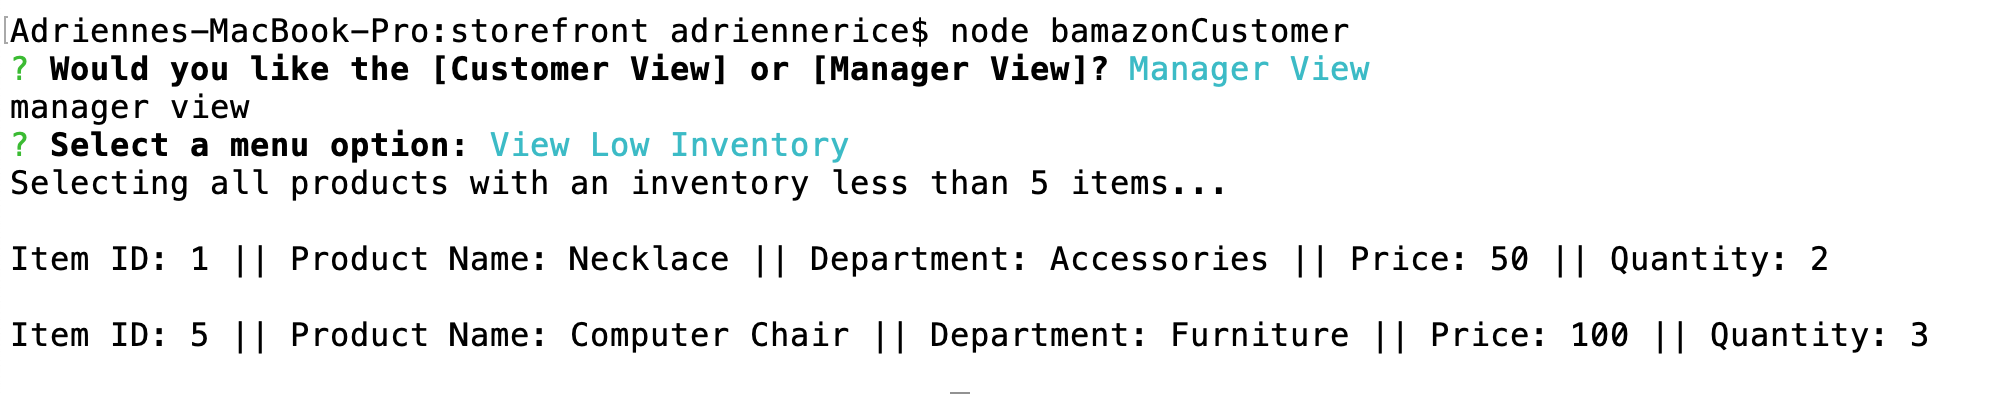 Adriennes-MacBook-Pro:storefront adriennerice$ node bamazonCustomer
? Would you like the [Customer View] or [Manager View]? Manager View
manager view
? Select a menu option: View Low Inventory
Selecting all products with an inventory less than 5 items...
Item ID: 1 || Product Name: Necklace || Department: Accessories || Price: 50 || Quantity: 2
Item ID: 5 || Product Name: Computer Chair || Department: Furniture || Price: 100 || Quantity: 3